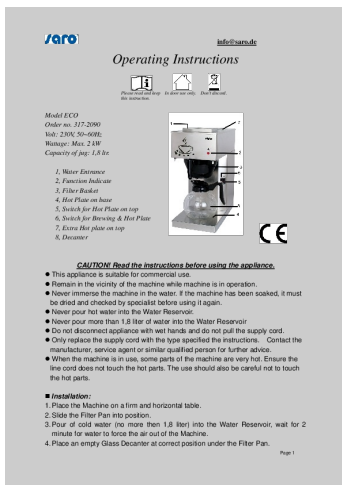 saro
info@saro.de
Operating Instructions
Please read and keep
this instruction.
In door use only.
Don't discard.
Model ECO
Order no. 317-2090
Volt: 230V, 50~60Hz
Wattage: Max. 2 kW
Capacity of jug: 1,8 ltr.
1, Water Entrance
2, Function Indicate
3, Filter Basket
4, Hot Plate on base
5, Switch for Hot Plate on top
6, Switch for Brewing & Hot Plate
7, Extra Hot plate on top
8, Decanter
CE
CAUTION! Read the instructions before using the appliance.
● This appliance is suitable for commercial use.
● Remain in the vicinity of the machine while machine is in operation.
● Never immerse the machine in the water. If the machine has been soaked, it must
be dried and checked by specialist before using it again.
● Never pour hot water into the Water Reservoir.
● Never pour more than 1,8 liter of water into the Water Reservoir
● Do not disconnect appliance with wet hands and do not pull the supply cord.
● Only replace the supply cord with the type specified the instructions. Contact the
manufacturer, service agent or similar qualified person for further advice.
● When the machine is in use, some parts of the machine are very hot. Ensure the
line cord does not touch the hot parts. The use should also be careful not to touch
the hot parts.
■ Installation:
1. Place the Machine on a firm and horizontal table.
2. Slide the Filter Pan into position.
3. Pour of cold water (no more then 1,8 liter) into the Water Reservoir, wait for 2
minute for water to force the air out of the Machine.
4. Place an empty Glass Decanter at correct position under the Filter Pan.
Page 1